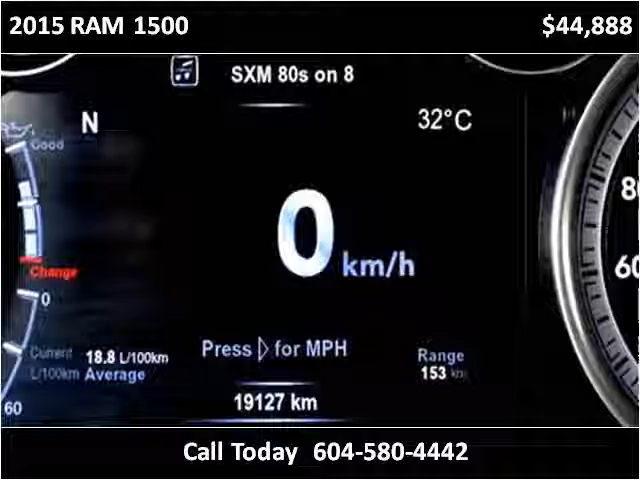 2015 RAM 1500 $44,888
SXM 80s on 8
N 32°C
Good
80
0 km/h
60
Change
0
Press ▷ for MPH
Current 18.8 L/100km
L/100km Average
Range
153 km
60
19127 km
Call Today 604-580-4442